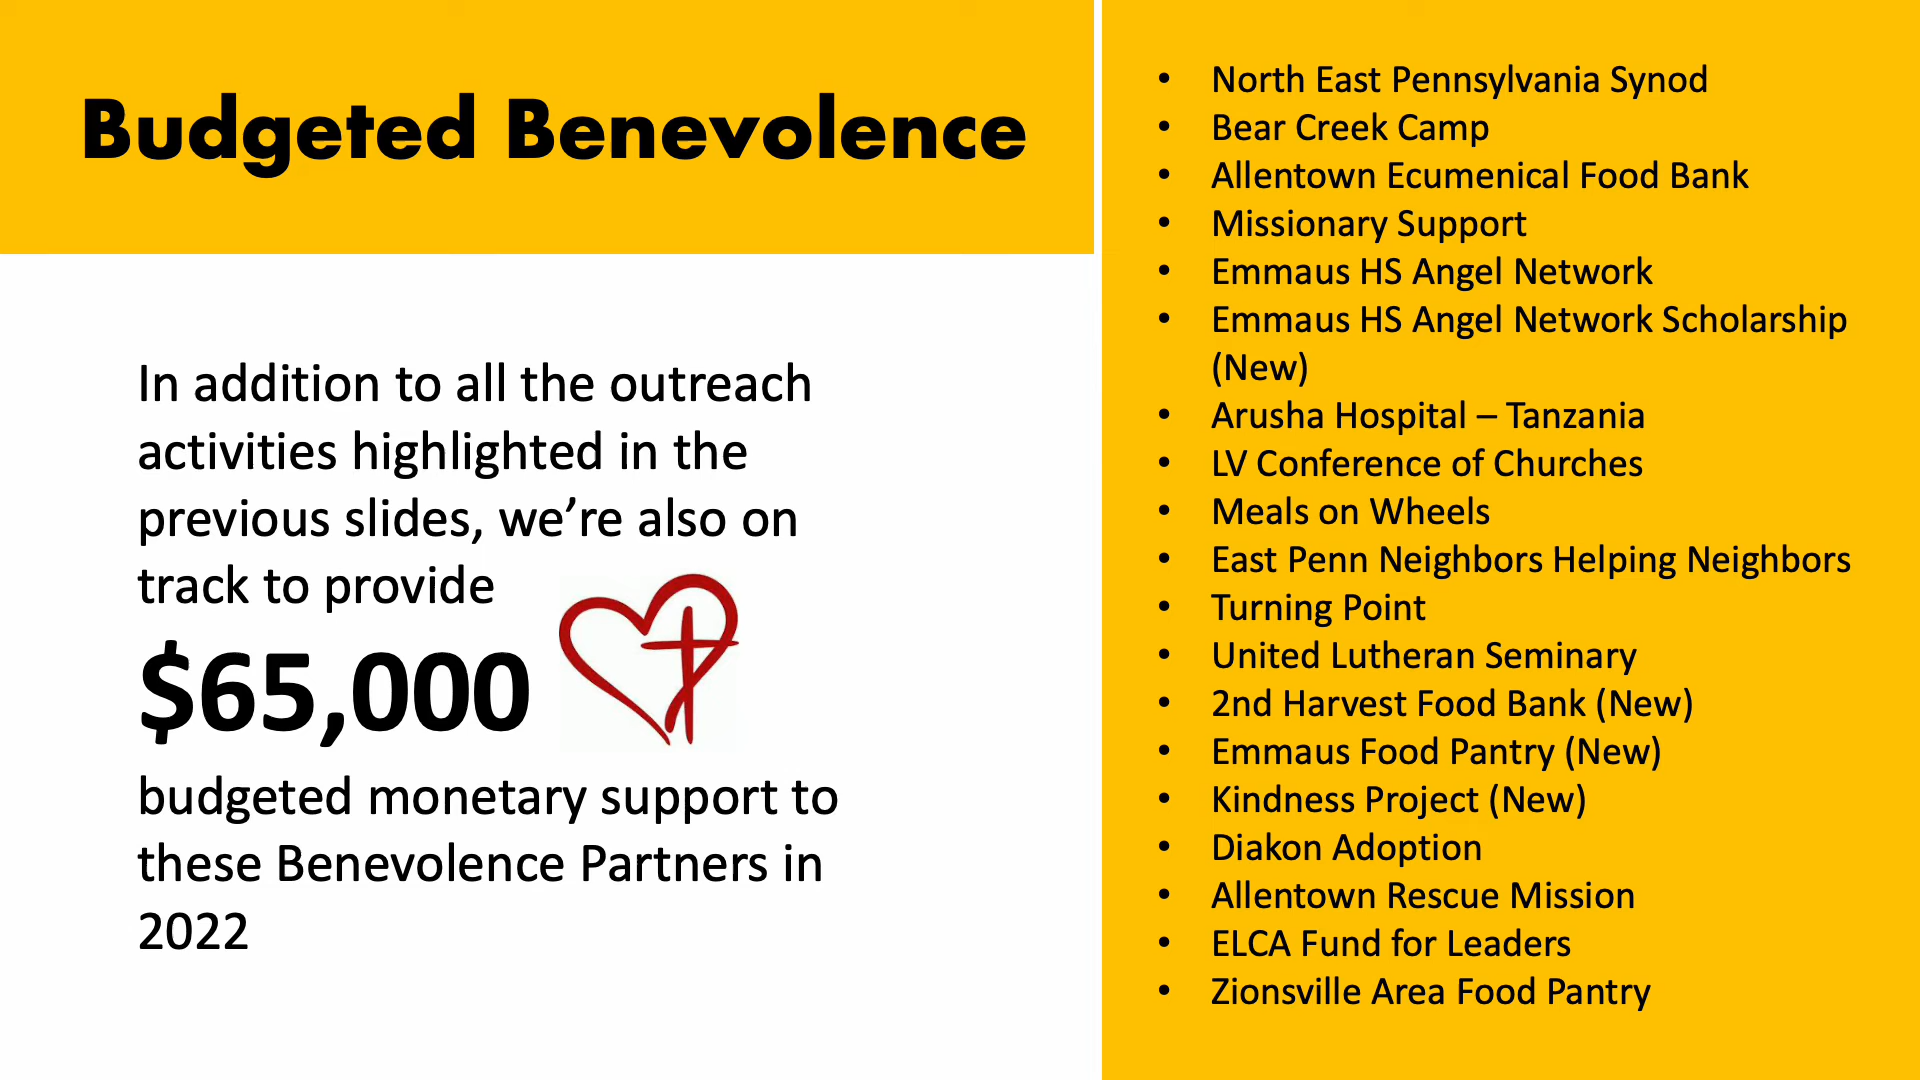 Budgeted Benevolence
In addition to all the outreach
activities highlighted in the
previous slides, we’re also on
track to provide
$65,000
budgeted monetary support to
these Benevolence Partners in
2022
• North East Pennsylvania Synod
• Bear Creek Camp
• Allentown Ecumenical Food Bank
• Missionary Support
• Emmaus HS Angel Network
• Emmaus HS Angel Network Scholarship
(New)
• Arusha Hospital – Tanzania
• LV Conference of Churches
• Meals on Wheels
• East Penn Neighbors Helping Neighbors
• Turning Point
• United Lutheran Seminary
• 2nd Harvest Food Bank (New)
• Emmaus Food Pantry (New)
• Kindness Project (New)
• Diakon Adoption
• Allentown Rescue Mission
• ELCA Fund for Leaders
• Zionsville Area Food Pantry